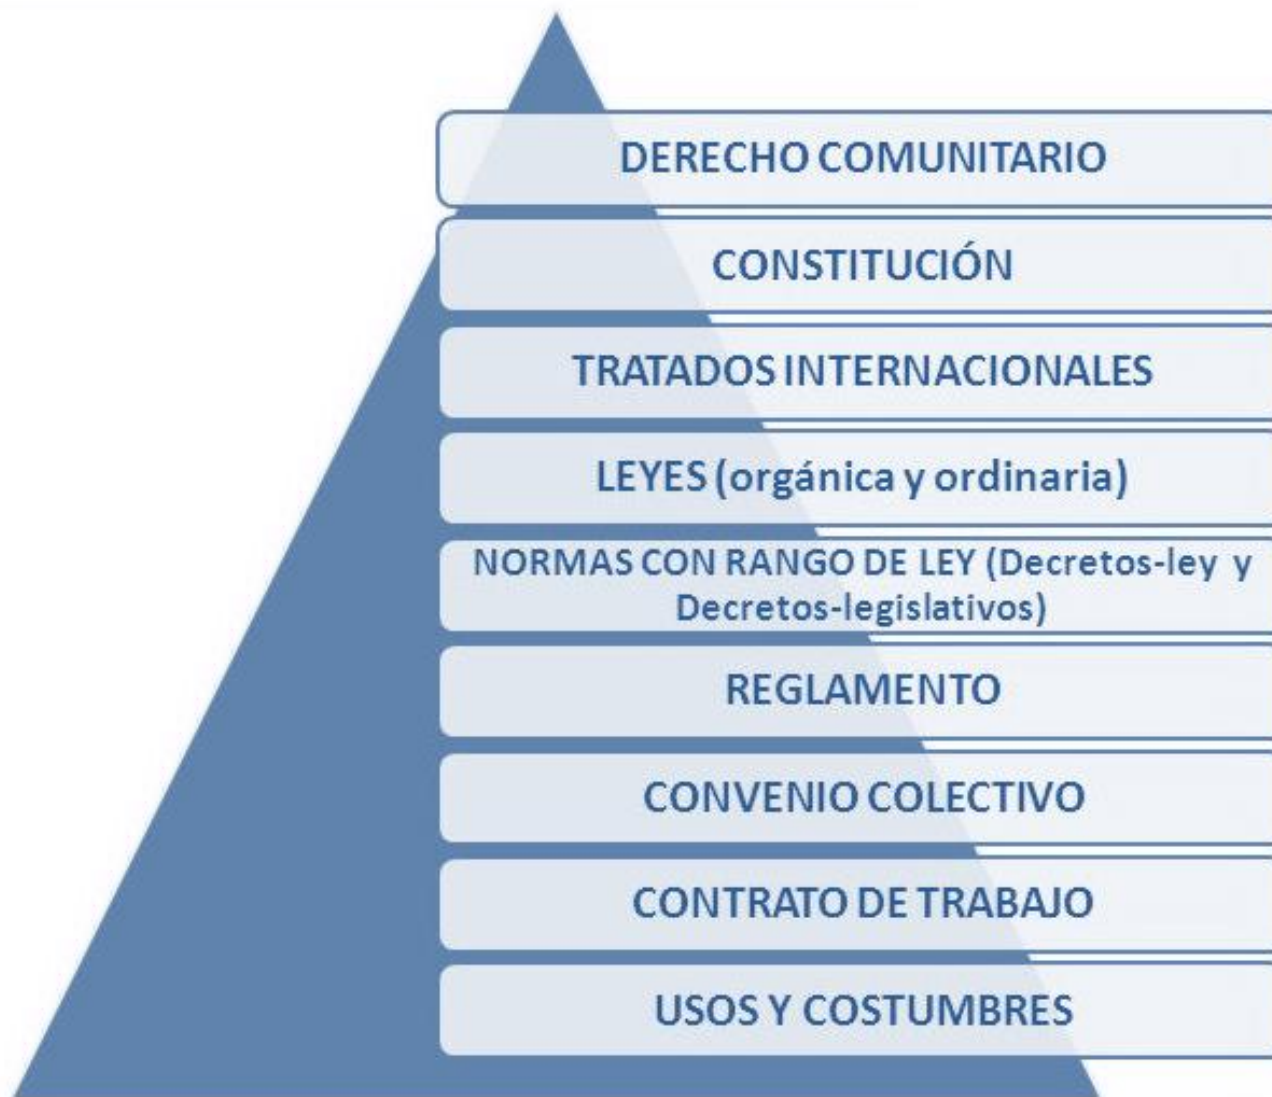 DERECHO COMUNITARIO
CONSTITUCIÓN
TRATADOS INTERNACIONALES
LEYES (orgánica y ordinaria)
NORMAS CON RANGO DE LEY (Decretos-ley y
Decretos-legislativos)
REGLAMENTO
CONVENIO COLECTIVO
CONTRATO DE TRABAJO
USOS Y COSTUMBRES